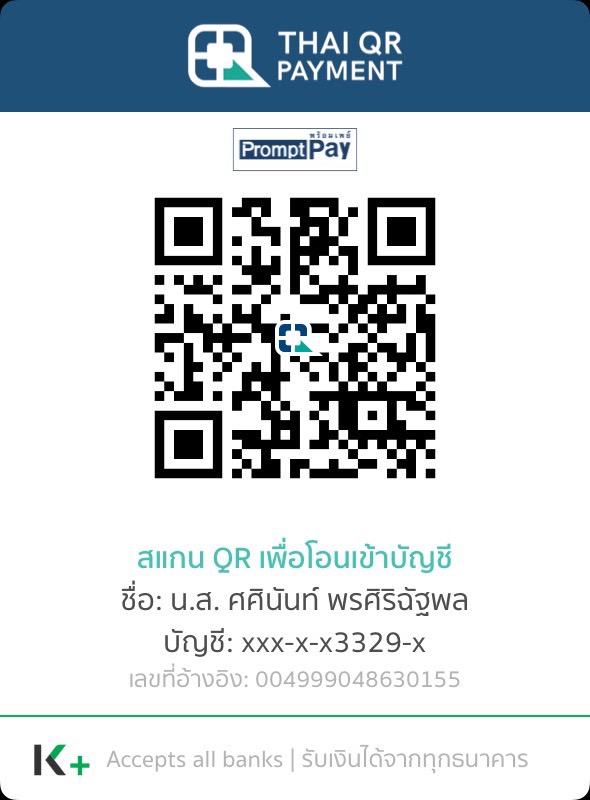 THAI QR
PAYMENT
พร้อมเพย์
PromptPay
สแกน QR เพื่อโอนเข้าบัญชี
ชื่อ: น.ส. ศศินันท์ พรศิริฉัฐพล
บัญชี: xxx-x-x3329-x
เลขที่อ้างอิง: 004999048630155
K+ Accepts all banks | รับเงินได้จากทุกธนาคาร